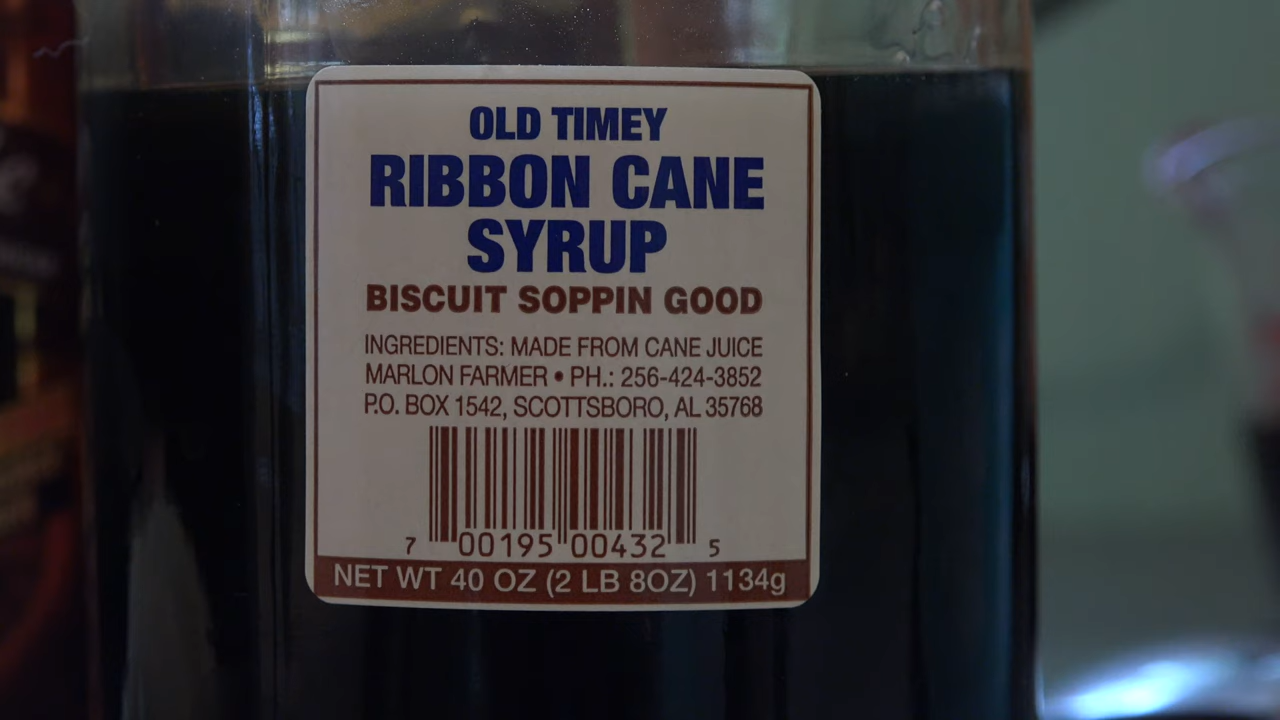 OLD TIMEY
RIBBON CANE
SYRUP
BISCUIT SOPPIN GOOD
INGREDIENTS: MADE FROM CANE JUICE
MARLON FARMER • PH.: 256-424-3852
P.O. BOX 1542, SCOTTSBORO, AL 35768
7 00195 00432 5
NET WT 40 OZ (2 LB 8OZ) 1134g